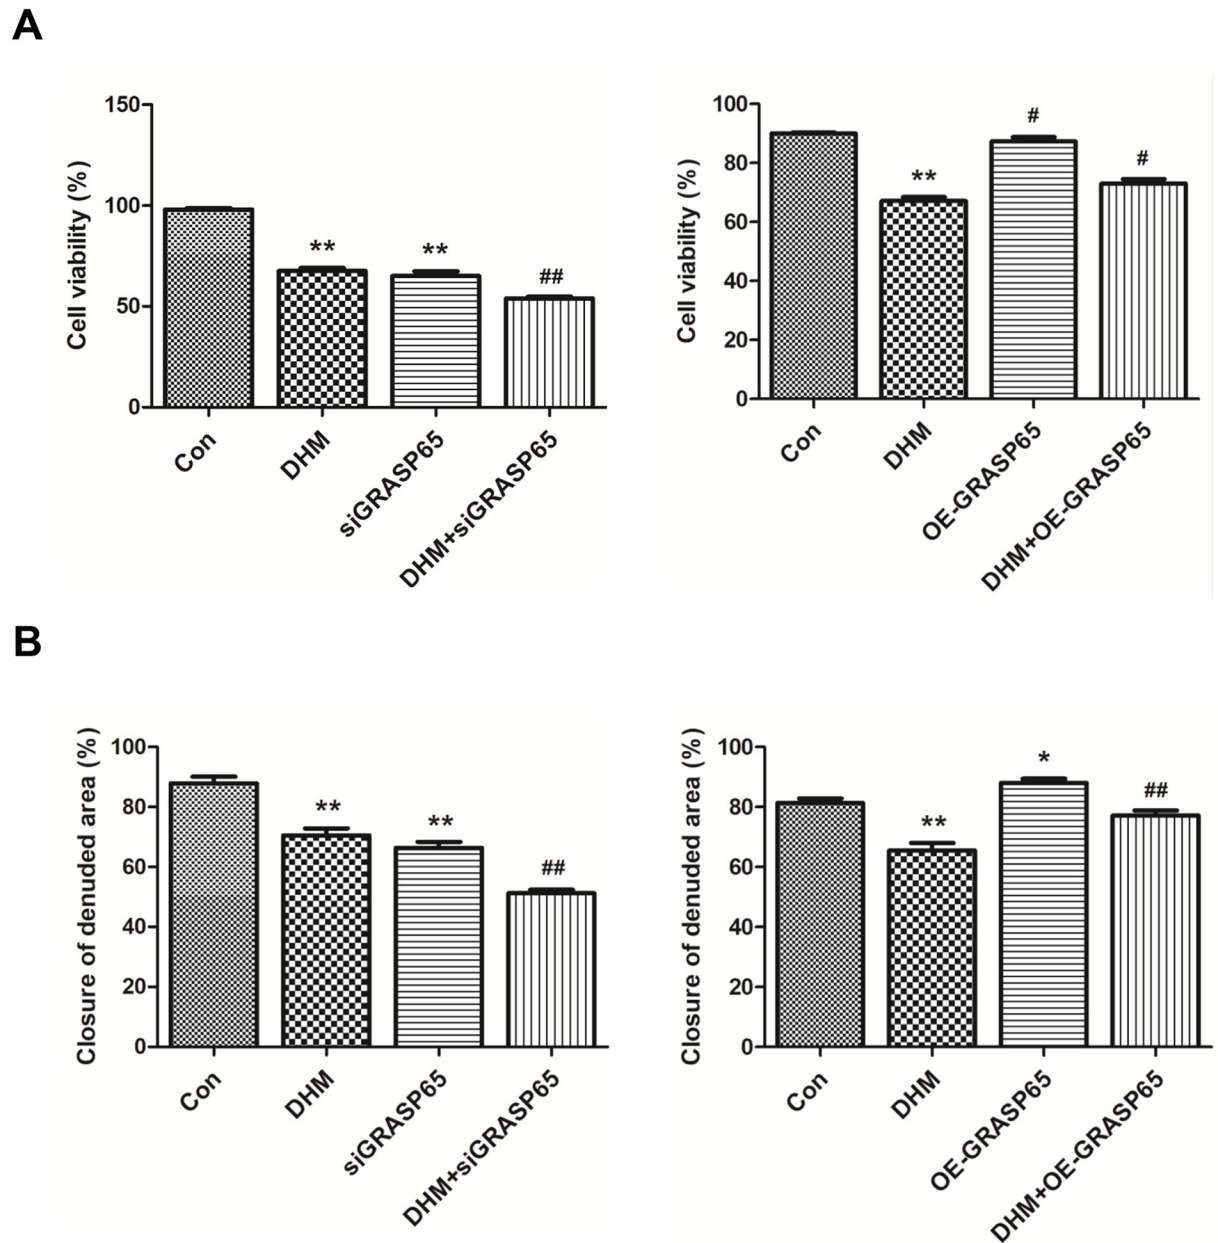 A
Cell viability (%)
150
100
50
0
**
**
##
Con
DHM
siGRASP65
DHM+siGRASP65
Cell viability (%)
100
80
60
40
20
0
**
#
#
Con
DHM
OE-GRASP65
DHM+OE-GRASP65
B
Closure of denuded area (%)
100
80
60
40
20
0
**
**
##
Con
DHM
siGRASP65
DHM+siGRASP65
Closure of denuded area (%)
100
80
60
40
20
0
**
*
##
Con
DHM
OE-GRASP65
DHM+OE-GRASP65